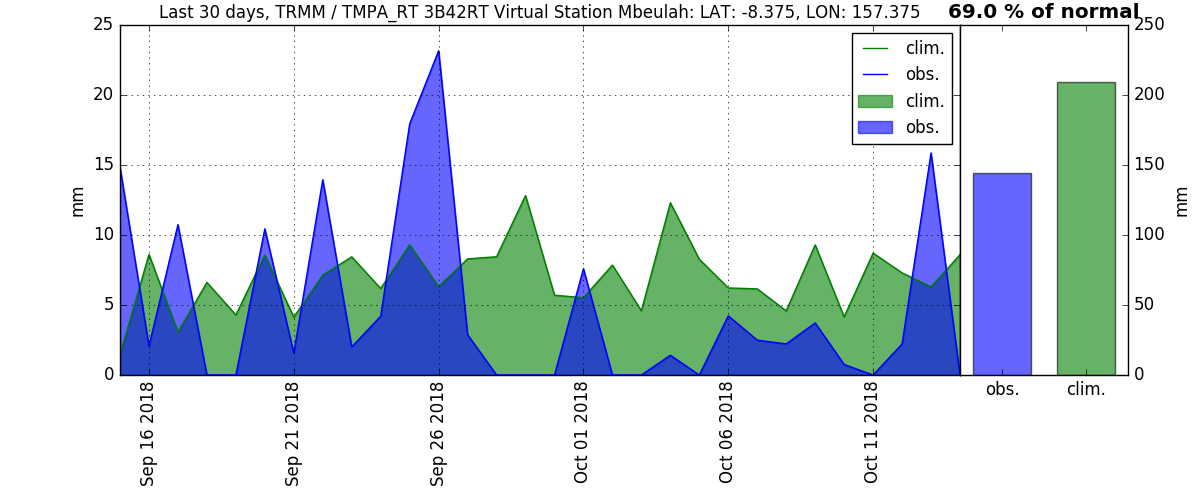 Last 30 days, TRMM / TMPA_RT 3B42RT Virtual Station Mbeulah: LAT: -8.375, LON: 157.375
69.0 % of normal
25
20
15
10
5
0
mm
clim.
obs.
clim.
obs.
250
200
150
100
50
0
mm
Sep 16 2018
Sep 21 2018
Sep 26 2018
Oct 01 2018
Oct 06 2018
Oct 11 2018
obs.
clim.